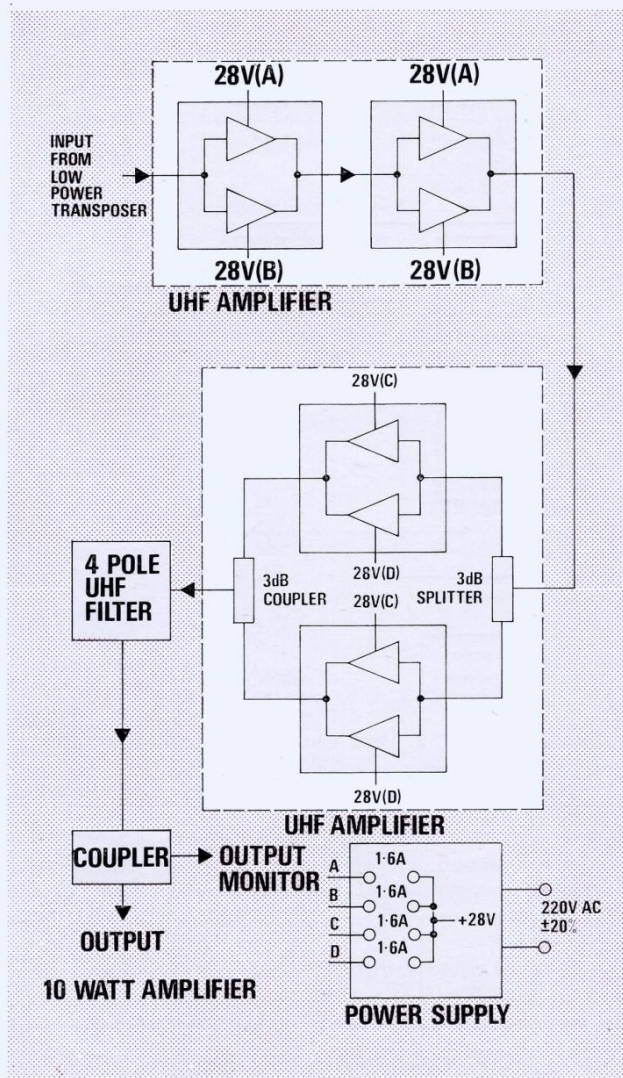 28V(A)
28V(A)
INPUT
FROM
LOW
POWER
TRANSPOSER
28V(B)
28V(B)
UHF AMPLIFIER
28V(C)
28V(D)
3dB
COUPLER
3dB
SPLITTER
28V(C)
4 POLE
UHF
FILTER
28V(D)
UHF AMPLIFIER
COUPLER
OUTPUT
MONITOR
OUTPUT
10 WATT AMPLIFIER
A
1·6A
B
1·6A
C
1·6A
D
1·6A
+28V
220V AC
±20%
POWER SUPPLY